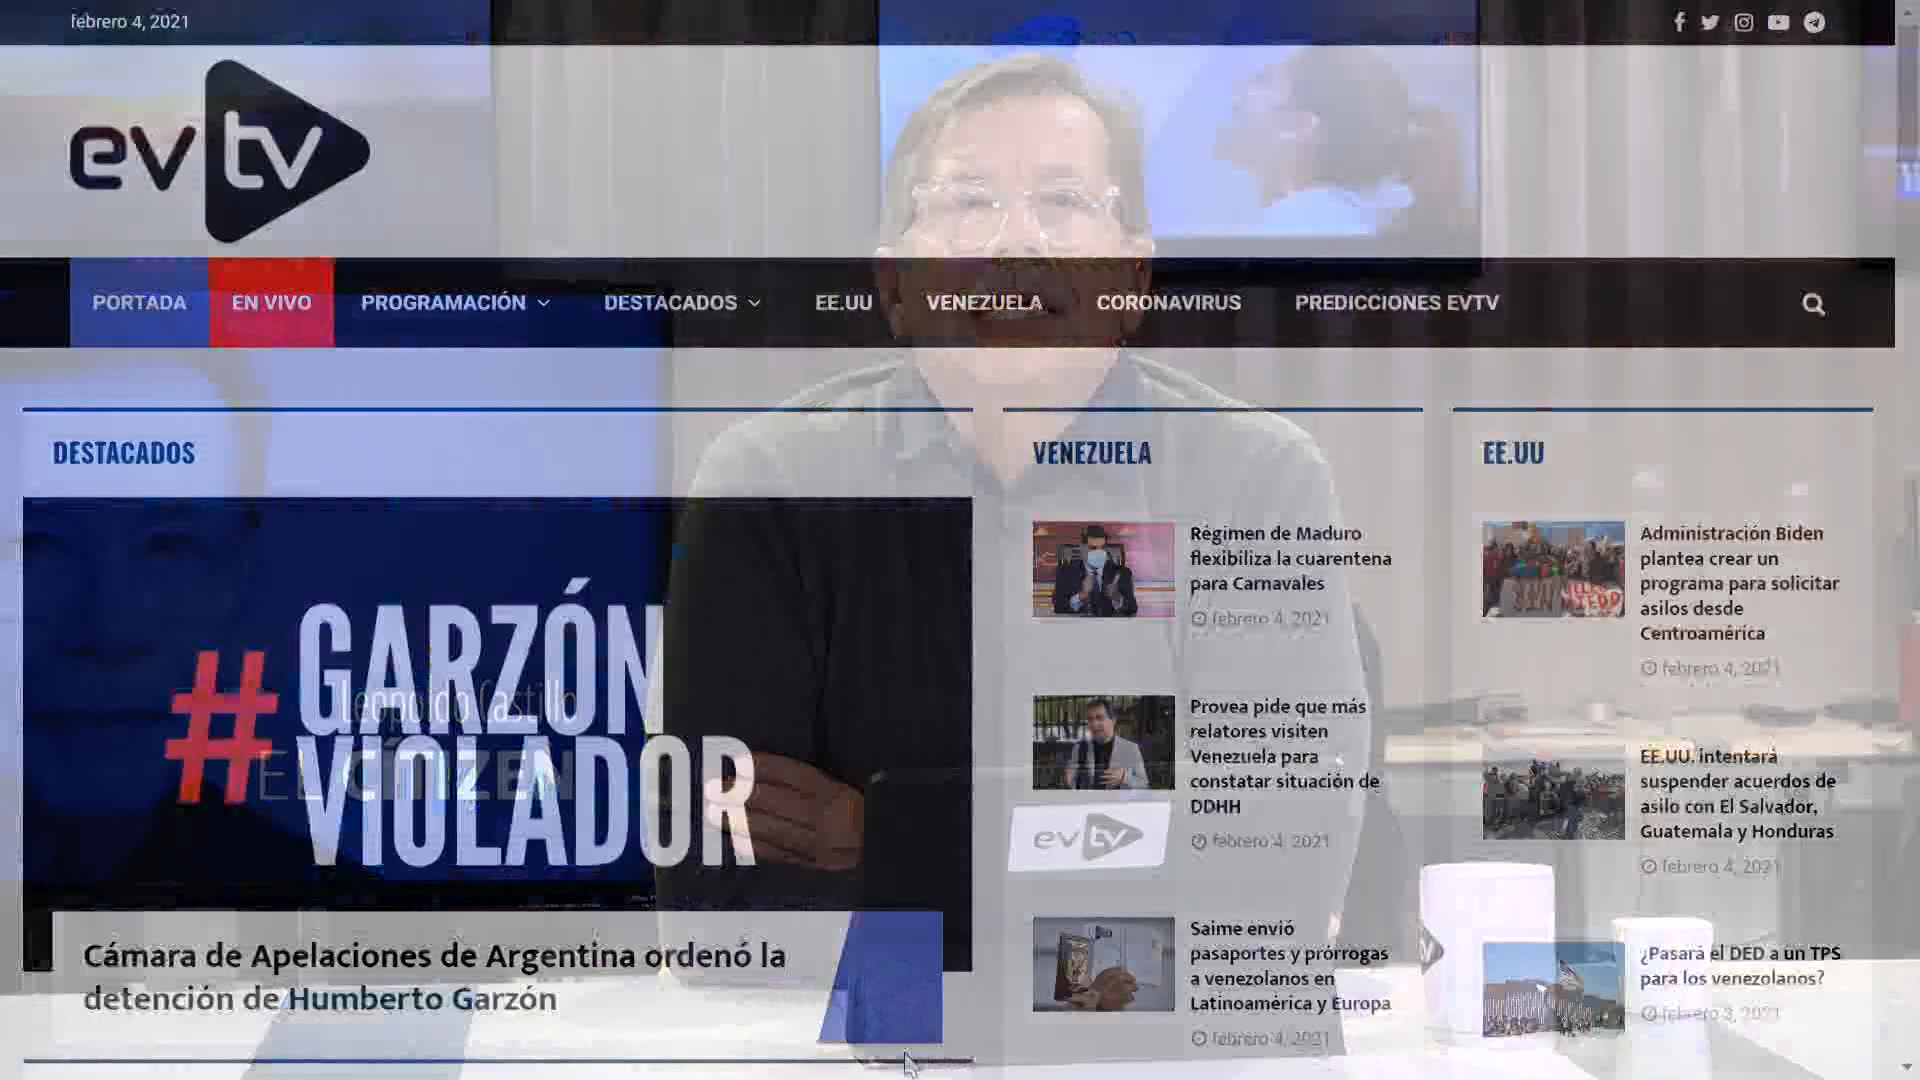 febrero 4, 2021
evtv
PORTADA
EN VIVO
PROGRAMACIÓN
DESTACADOS
EE.UU
VENEZUELA
CORONAVIRUS
PREDICCIONES EVTV
DESTACADOS
#GARZÓN
VIOLADOR
Leopoldo Castillo
EL CITIZEN
Cámara de Apelaciones de Argentina ordenó la
detención de Humberto Garzón
VENEZUELA
Régimen de Maduro
flexibiliza la cuarentena
para Carnavales
febrero 4, 2021
Provea pide que más
relatores visiten
Venezuela para
constatar situación de
DDHH
febrero 4, 2021
evtv
Saime envió
pasaportes y prórrogas
a venezolanos en
Latinoamérica y Europa
febrero 4, 2021
EE.UU
Administración Biden
plantea crear un
programa para solicitar
asilos desde
Centroamérica
febrero 4, 2021
EE.UU. intentará
suspender acuerdos de
asilo con El Salvador,
Guatemala y Honduras
febrero 4, 2021
¿Pasará el DED a un TPS
para los venezolanos?
febrero 3, 2021